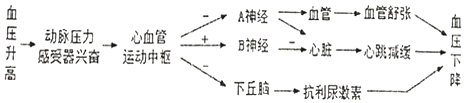 血压升高
动脉压力
感受器兴奋
心血管
运动中枢
－
A神经
血管
血管舒张
＋
B神经
－
心脏
心跳减缓
－
下丘脑
抗利尿激素
血压下降